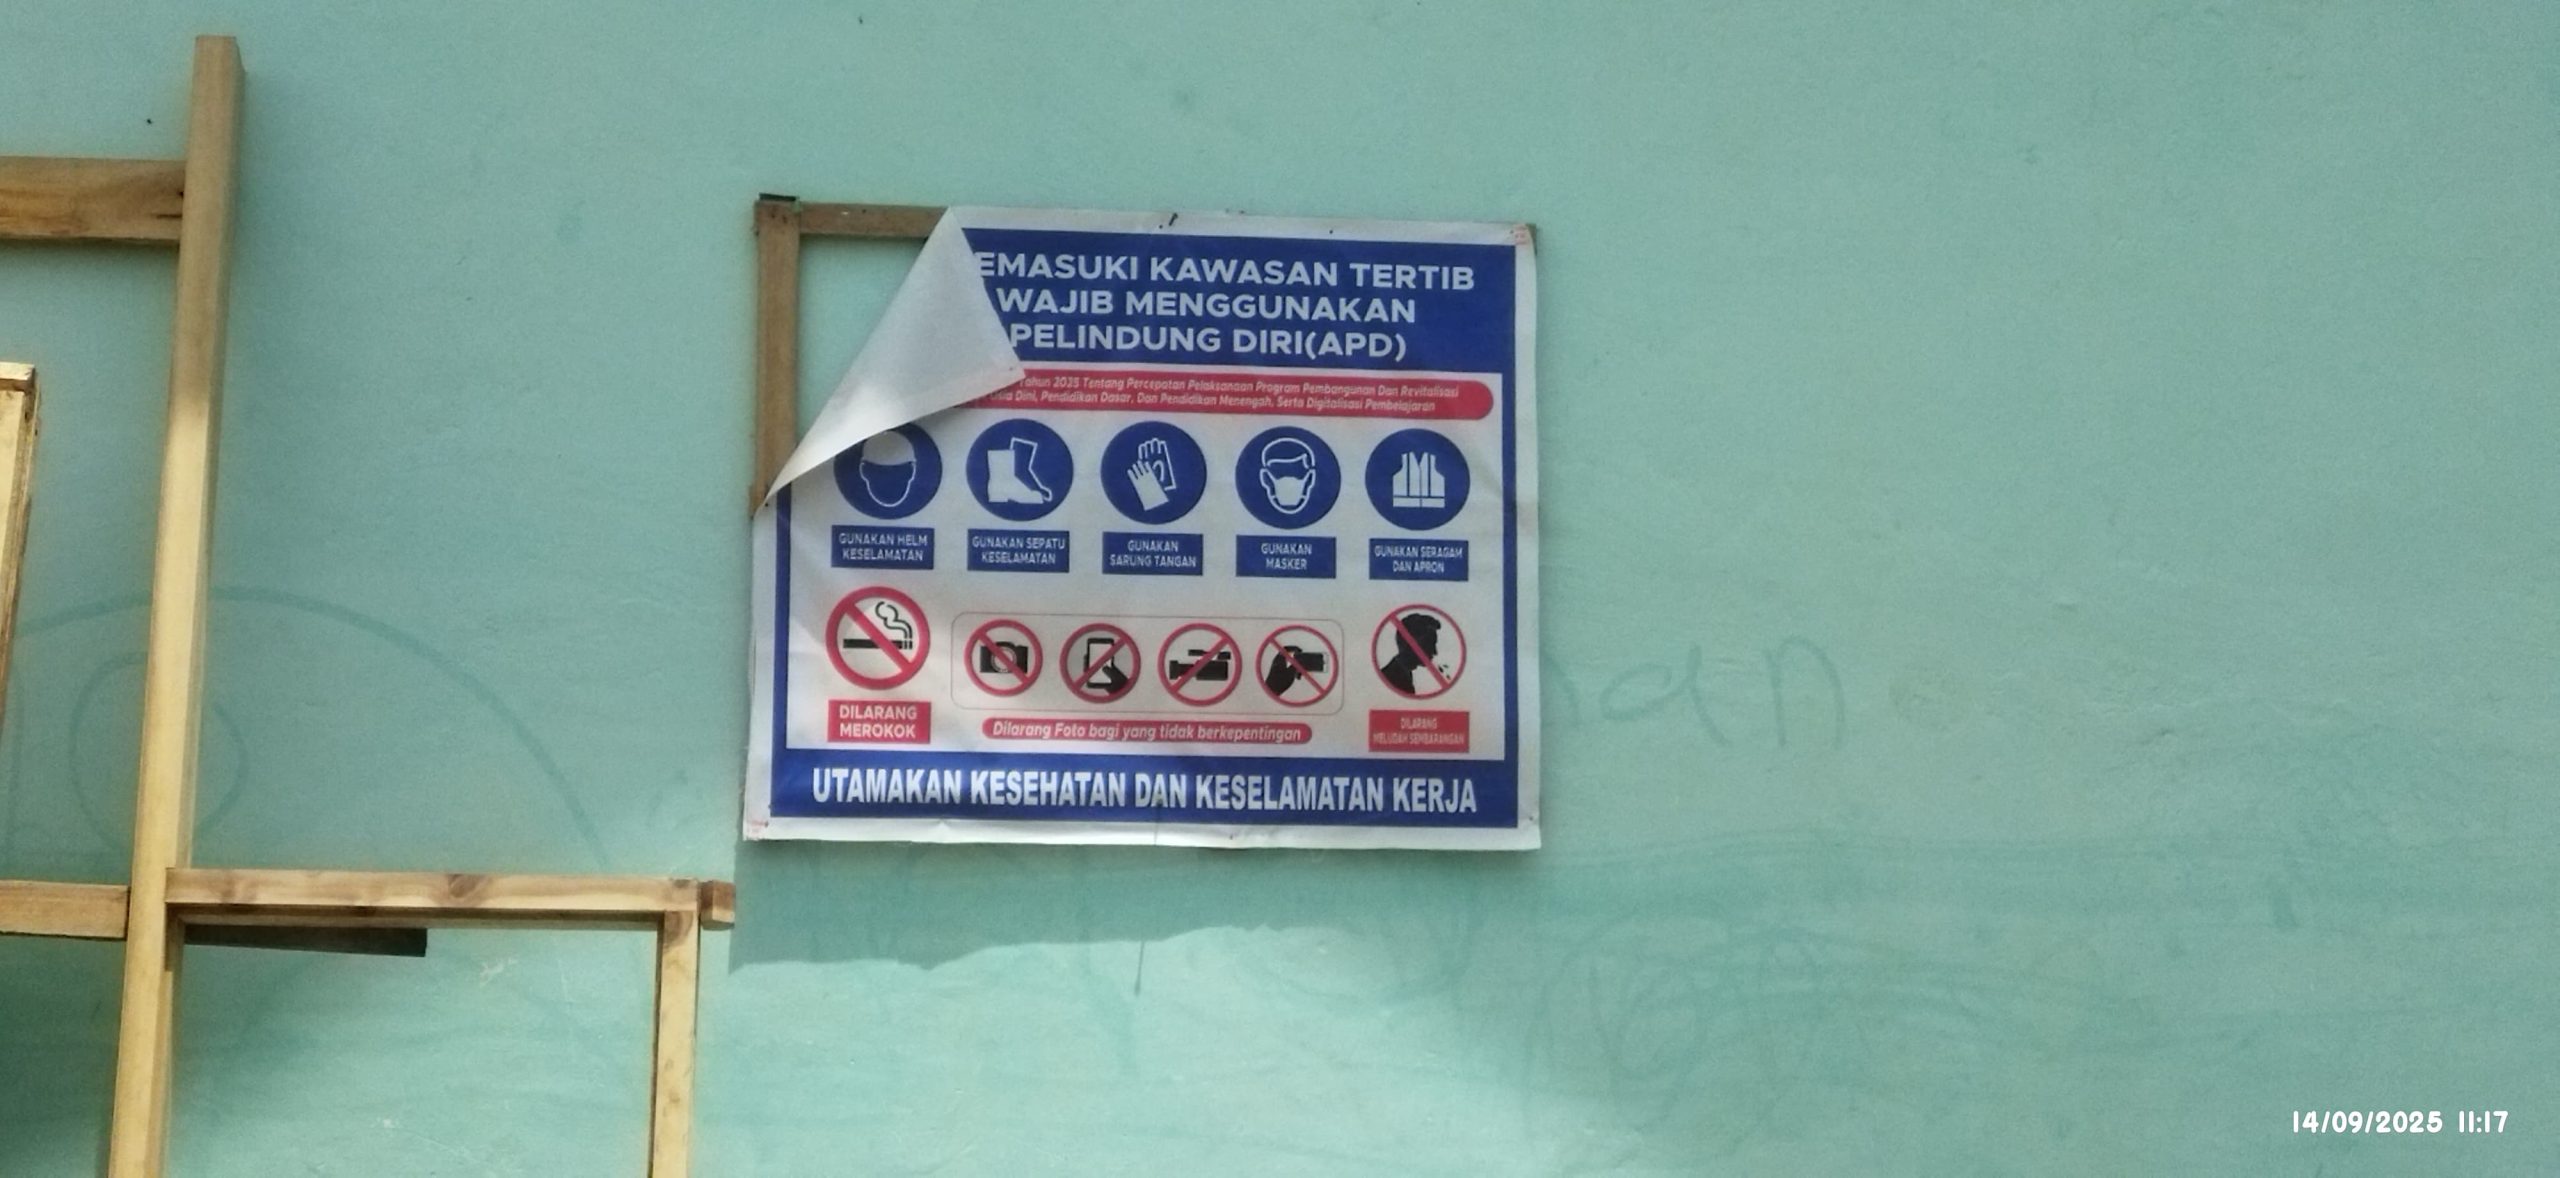 EMASUKI KAWASAN TERTIB
WAJIB MENGGUNAKAN
PELINDUNG DIRI(APD)
Tahun 2025 Tentang Percepatan Pelaksanaan Program Pembangunan Dan Revitalisasi
Dini, Pendidikan Dasar, Dan Pendidikan Menengah, Serta Digitalisasi Pembelajaran
GUNAKAN HELM
KESELAMATAN
GUNAKAN SEPATU
KESELAMATAN
GUNAKAN
SARUNG TANGAN
GUNAKAN
MASKER
GUNAKAN SERAGAM
DAN APRON
DILARANG
MEROKOK
Dilarang Foto bagi yang tidak berkepentingan
DILARANG
MELUDAH SEMBARANGAN
UTAMAKAN KESEHATAN DAN KESELAMATAN KERJA
14/09/2025 11:17